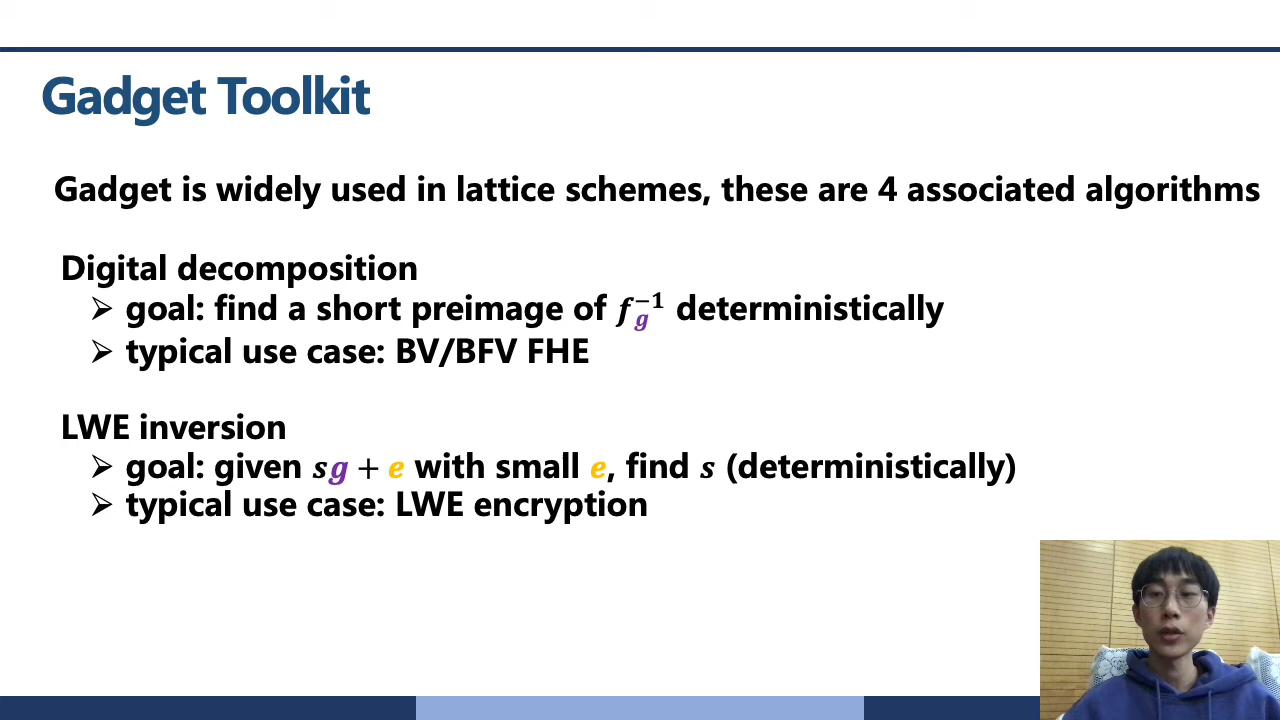 Gadget Toolkit
Gadget is widely used in lattice schemes, these are 4 associated algorithms
Digital decomposition
➢ goal: find a short preimage of f_g^{-1} deterministically
➢ typical use case: BV/BFV FHE
LWE inversion
➢ goal: given sg + e with small e, find s (deterministically)
➢ typical use case: LWE encryption